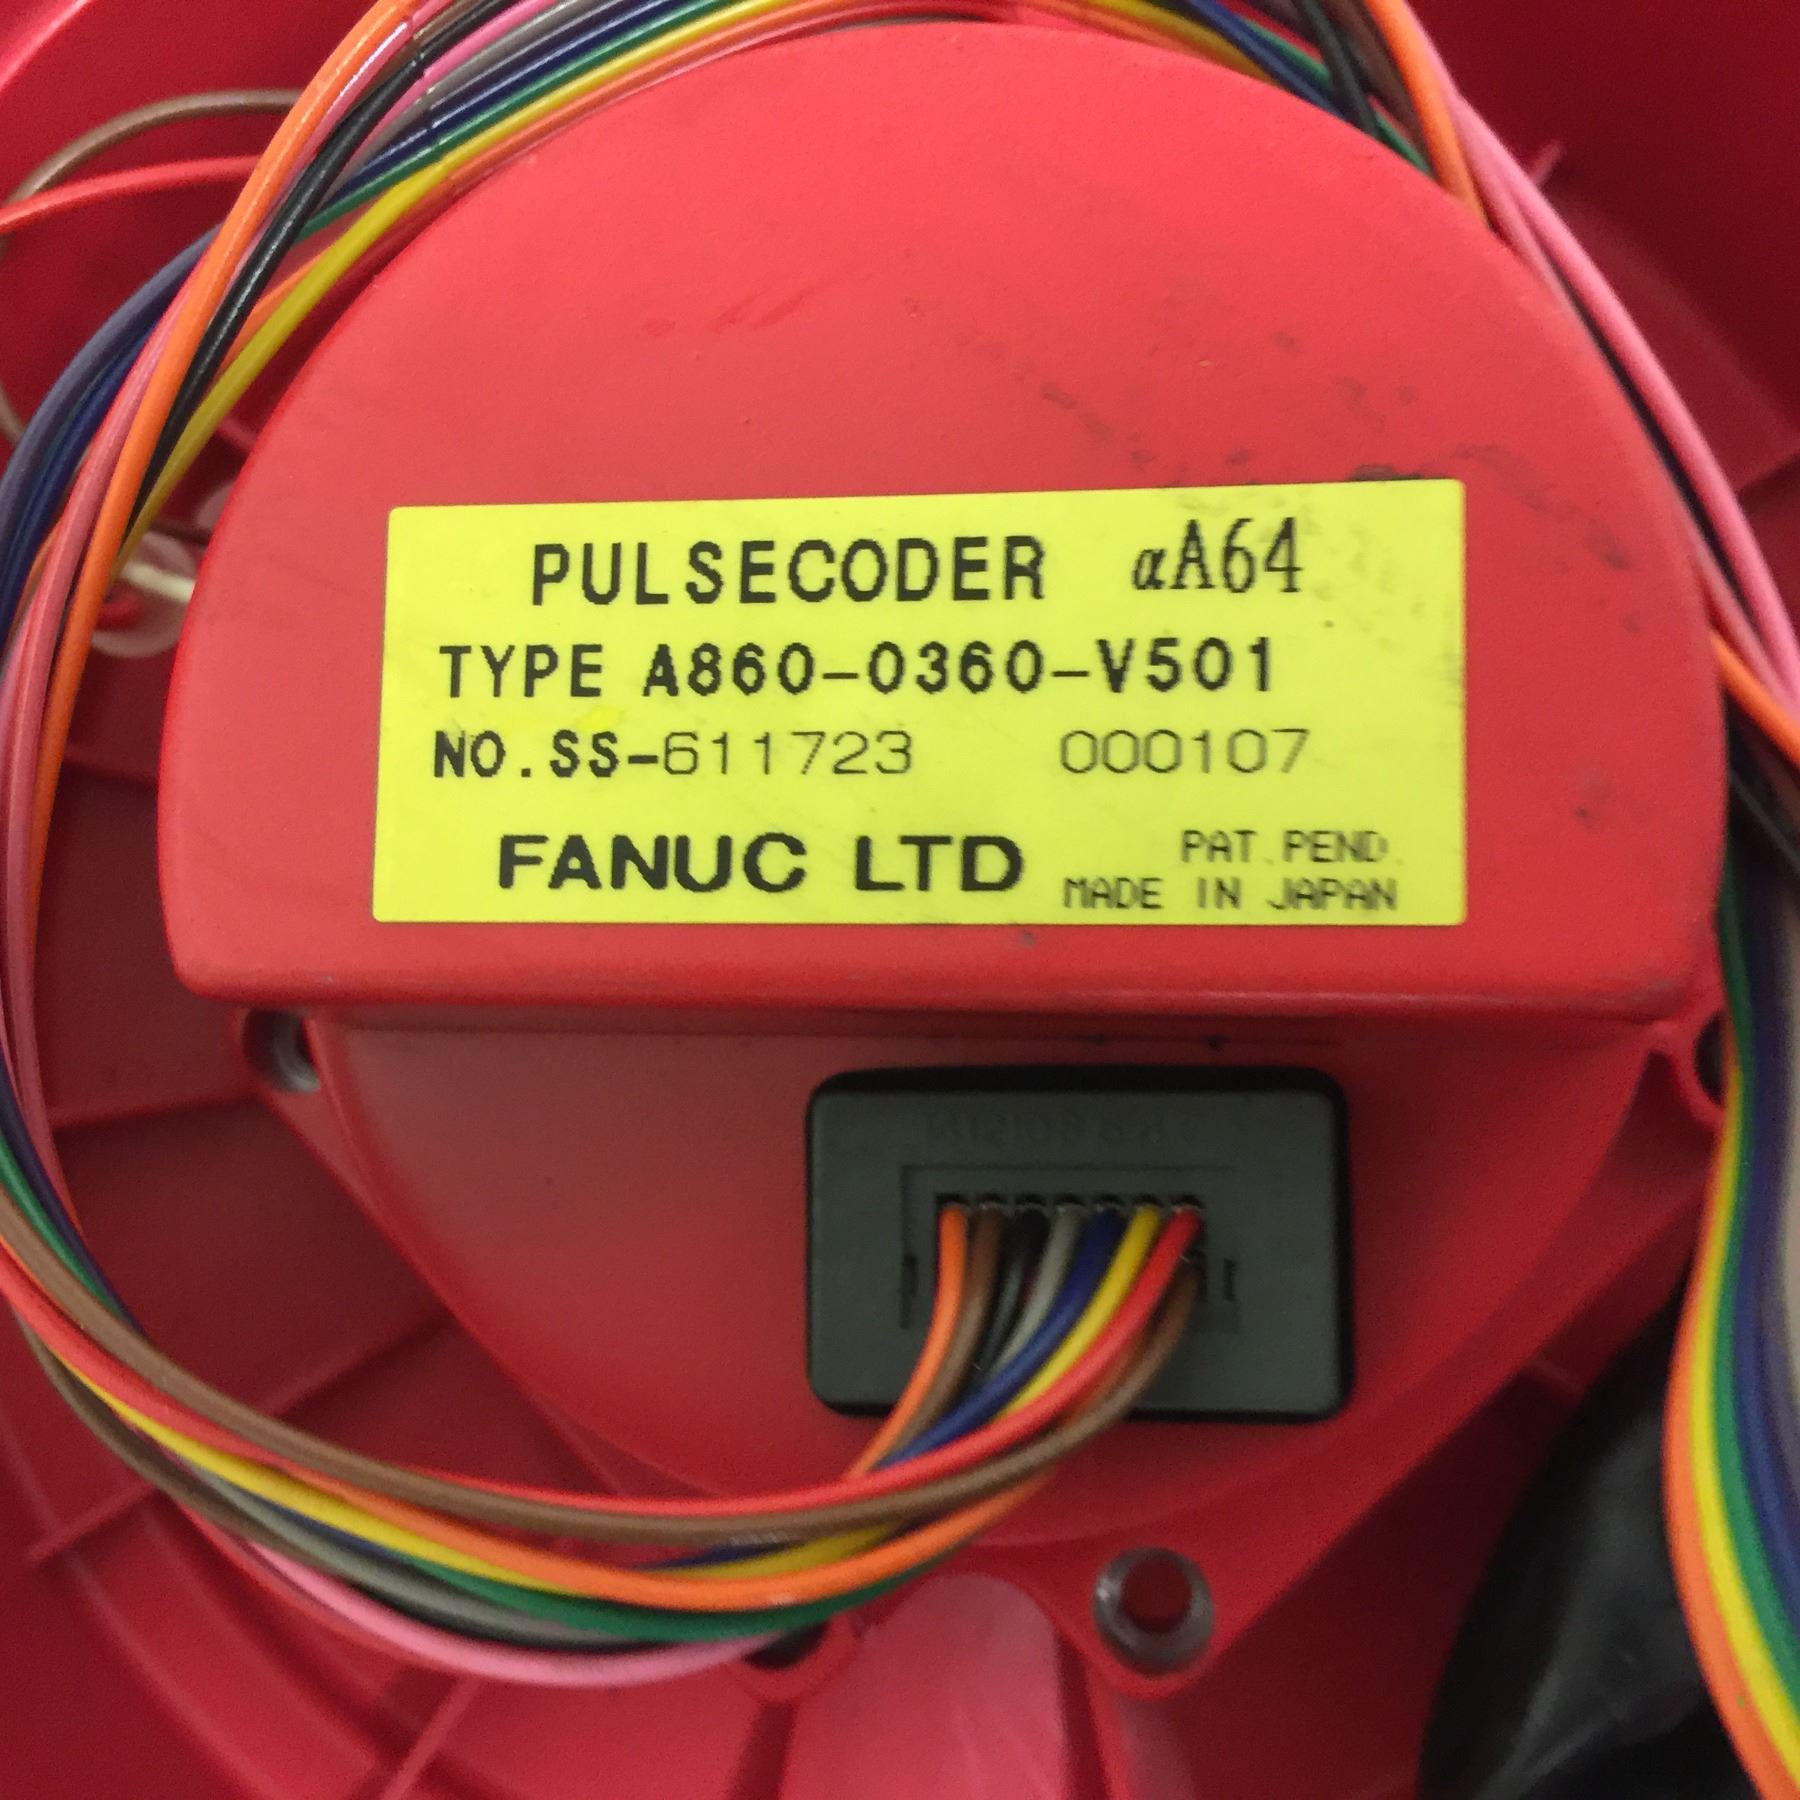 PULSECODER αA64
TYPE A860-0360-V501
NO.SS-611723 000107
FANUC LTD
PAT.PEND.
MADE IN JAPAN